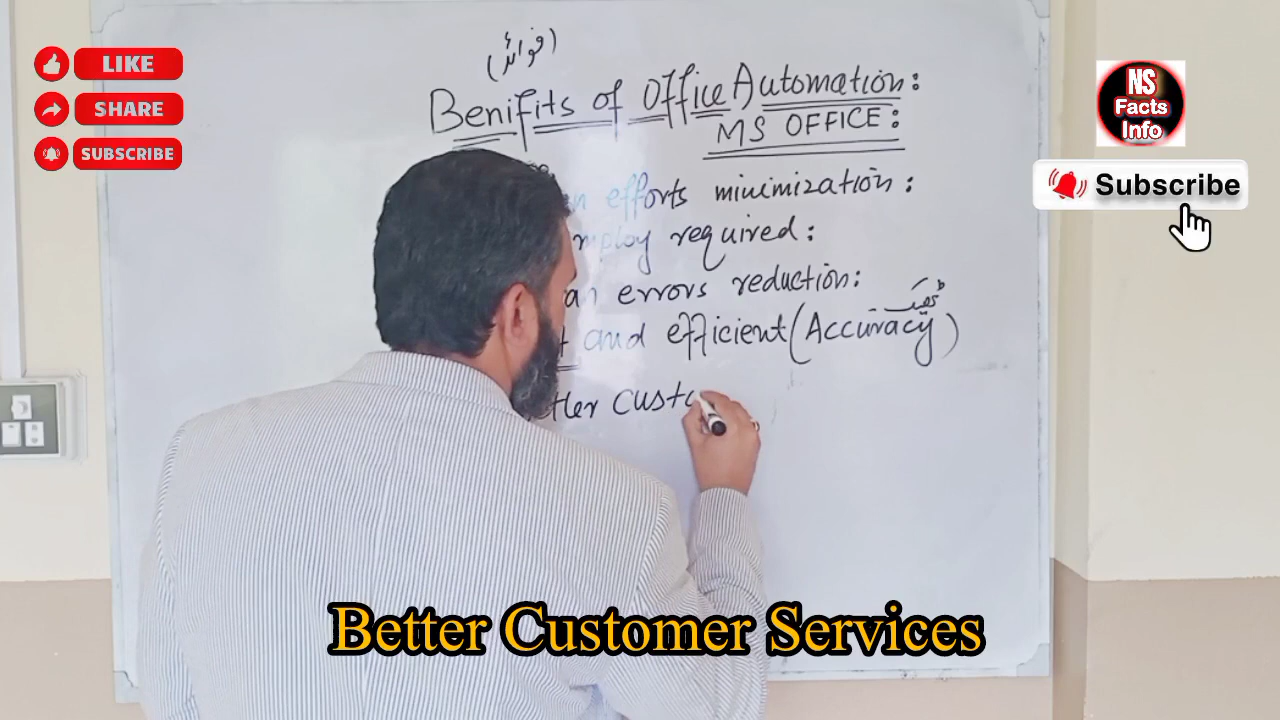 LIKE
SHARE
SUBSCRIBE
NS
Facts
Info
Subscribe
(فوائد)
Benifits of Office Automation:
MS OFFICE:
efforts minimization:
required:
errors reduction:
ٹھیک
and efficient (Accuracy)
Better Customer Services